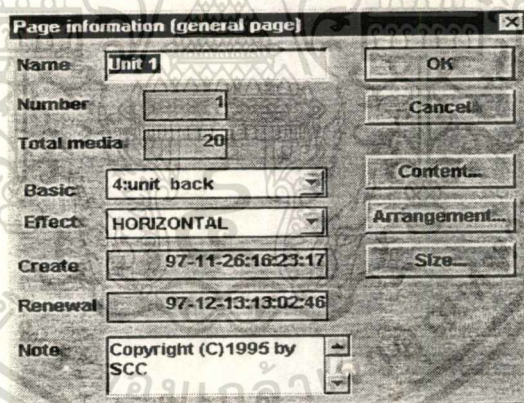 Page information (general page)
Name Unit 1 OK
Number 1 Cancel
Total media 20
Basic 4:unit back Content...
Effect HORIZONTAL Arrangement...
Create 97-11-26:16:23:17 Size...
Renewal 97-12-13:13:02:46
Note Copyright (C)1995 by
SCC